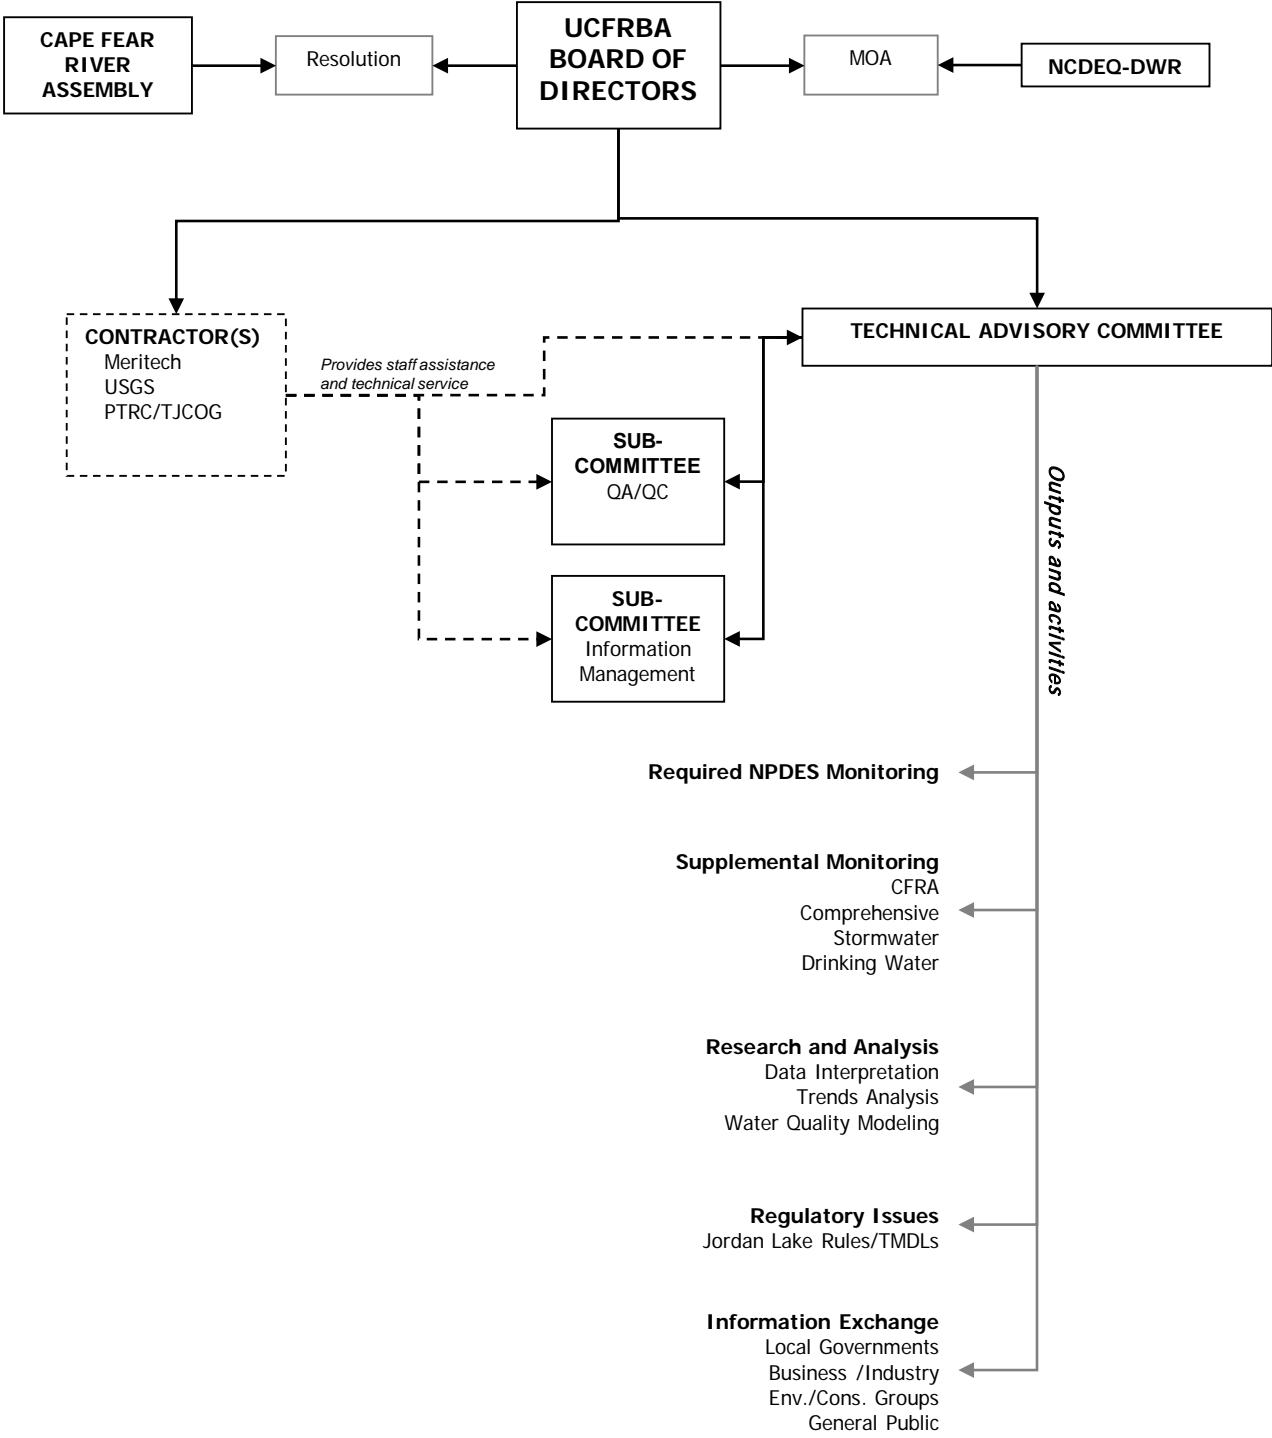 CAPE FEAR
RIVER
ASSEMBLY
Resolution
UCFRBA
BOARD OF
DIRECTORS
MOA
NCDEQ-DWR
CONTRACTOR(S)
Meritech
USGS
PTRC/TJCOG
Provides staff assistance
and technical service
TECHNICAL ADVISORY COMMITTEE
SUB-
COMMITTEE
QA/QC
SUB-
COMMITTEE
Information
Management
Outputs and activities
Required NPDES Monitoring
Supplemental Monitoring
CFRA
Comprehensive
Stormwater
Drinking Water
Research and Analysis
Data Interpretation
Trends Analysis
Water Quality Modeling
Regulatory Issues
Jordan Lake Rules/TMDLs
Information Exchange
Local Governments
Business /Industry
Env./Cons. Groups
General Public